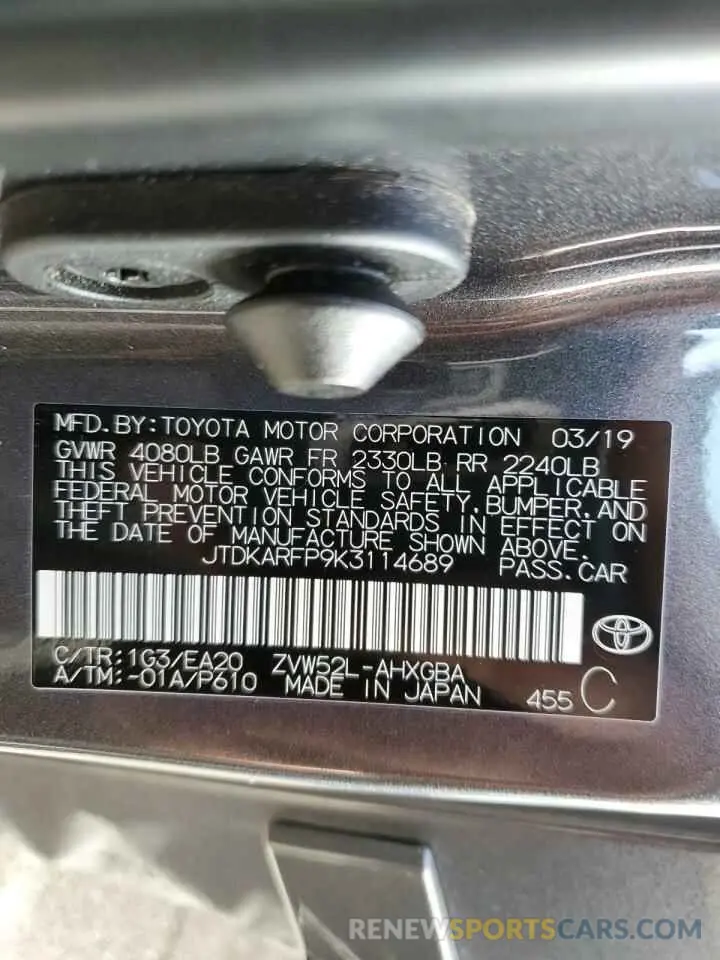 MFD.BY:TOYOTA MOTOR CORPORATION 03/19
GVWR 4080LB GAWR FR 2330LB RR 2240LB
THIS VEHICLE CONFORMS TO ALL APPLICABLE
FEDERAL MOTOR VEHICLE SAFETY,BUMPER,AND
THEFT PREVENTION STANDARDS IN EFFECT ON
THE DATE OF MANUFACTURE SHOWN ABOVE.
JTDKARFP9K3114689 PASS.CAR
C/TR:1G3/EA20 ZVW52L-AHXGBA
A/TM:-01A/P610 MADE IN JAPAN 455 C
RENEWSPORTSCARS.COM